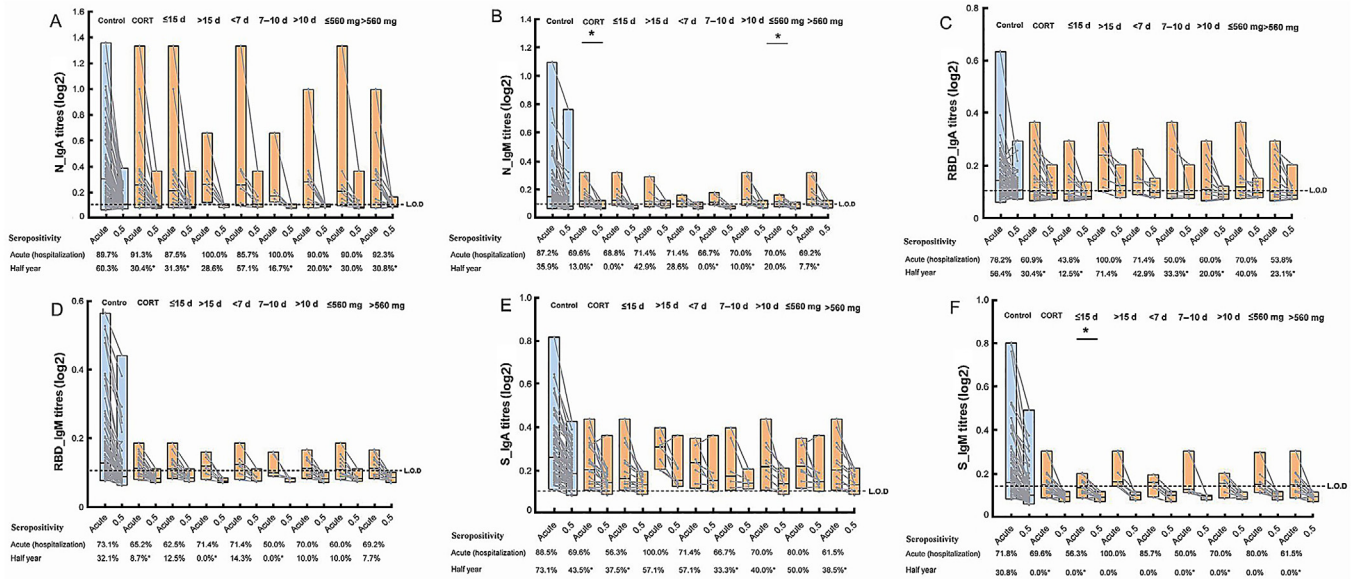 A
Control CORT ≤15 d >15 d <7 d 7–10 d >10 d ≤560 mg >560 mg
N_IgA titres (log2)
1.6
1.4
1.2
1.0
0.8
0.6
0.4
0.2
0
L.O.D
Acute 0.5 Acute 0.5 Acute 0.5 Acute 0.5 Acute 0.5 Acute 0.5 Acute 0.5 Acute 0.5 Acute 0.5
Seropositivity
Acute (hospitalization) 89.7% 91.3% 87.5% 100.0% 85.7% 100.0% 90.0% 90.0% 92.3%
Half year 60.3% 30.4%* 31.3%* 28.6% 57.1% 16.7%* 20.0%* 30.0% 30.8%*
B
Control CORT ≤15 d >15 d <7 d 7–10 d >10 d ≤560 mg >560 mg
* *
N_IgM titres (log2)
1.4
1.2
1.0
0.8
0.6
0.4
0.2
0
L.O.D
Acute 0.5 Acute 0.5 Acute 0.5 Acute 0.5 Acute 0.5 Acute 0.5 Acute 0.5 Acute 0.5 Acute 0.5
87.2% 69.6% 68.8% 71.4% 71.4% 66.7% 70.0% 70.0% 69.2%
35.9% 13.0%* 0.0%* 42.9% 28.6% 0.0%* 10.0%* 20.0% 7.7%*
C
Control CORT ≤15 d >15 d <7 d 7–10 d >10 d ≤560 mg >560 mg
RBD_IgA titres (log2)
0.8
0.6
0.4
0.2
0
L.O.D
Acute 0.5 Acute 0.5 Acute 0.5 Acute 0.5 Acute 0.5 Acute 0.5 Acute 0.5 Acute 0.5 Acute 0.5
78.2% 60.9% 43.8% 100.0% 71.4% 50.0% 60.0% 70.0% 53.8%
56.4% 30.4%* 12.5%* 71.4% 42.9% 33.3%* 20.0%* 40.0% 23.1%*
D
Contro CORT ≤15 d >15 d <7 d 7–10 d >10 d ≤560 mg >560 mg
RBD_IgM titres (log2)
0.6
0.4
0.2
0
L.O.D
Acute 0.5 Acute 0.5 Acute 0.5 Acute 0.5 Acute 0.5 Acute 0.5 Acute 0.5 Acute 0.5 Acute 0.5
Seropositivity
Acute (hospitalization) 73.1% 65.2% 62.5% 71.4% 71.4% 50.0% 70.0% 60.0% 69.2%
Half year 32.1% 8.7%* 12.5% 0.0%* 14.3% 0.0%* 10.0% 10.0% 7.7%
E
Control CORT ≤15 d >15 d <7 d 7–10 d >10 d ≤560 mg >560 mg
S_IgA titres (log2)
1.0
0.8
0.6
0.4
0.2
0
L.O.D
Acute 0.5 Acute 0.5 Acute 0.5 Acute 0.5 Acute 0.5 Acute 0.5 Acute 0.5 Acute 0.5 Acute 0.5
Seropositivity
Acute (hospitalization) 88.5% 69.6% 56.3% 100.0% 71.4% 66.7% 70.0% 80.0% 61.5%
Half year 73.1% 43.5%* 37.5%* 57.1% 57.1% 33.3%* 40.0%* 50.0% 38.5%*
F
Control CORT ≤15 d >15 d <7 d 7–10 d >10 d ≤560 mg >560 mg
*
S_IgM titres (log2)
1.0
0.8
0.6
0.4
0.2
0
L.O.D
Acute 0.5 Acute 0.5 Acute 0.5 Acute 0.5 Acute 0.5 Acute 0.5 Acute 0.5 Acute 0.5 Acute 0.5
Seropositivity
Acute (hospitalization) 71.8% 69.6% 56.3% 100.0% 85.7% 50.0% 70.0% 80.0% 61.5%
Half year 30.8% 0.0%* 0.0%* 0.0%* 0.0%* 0.0%* 0.0%* 0.0%* 0.0%*